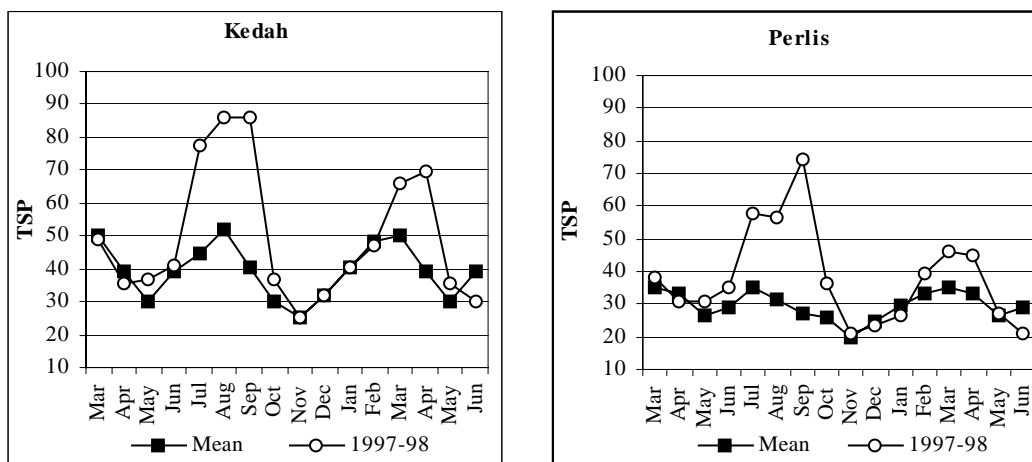 Kedah
TSP
100
90
80
70
60
50
40
30
20
10
Mar
Apr
May
Jun
Jul
Aug
Sep
Oct
Nov
Dec
Jan
Feb
Mar
Apr
May
Jun
Mean 1997-98
Perlis
TSP
100
90
80
70
60
50
40
30
20
10
Mar
Apr
May
Jun
Jul
Aug
Sep
Oct
Nov
Dec
Jan
Feb
Mar
Apr
May
Jun
Mean 1997-98